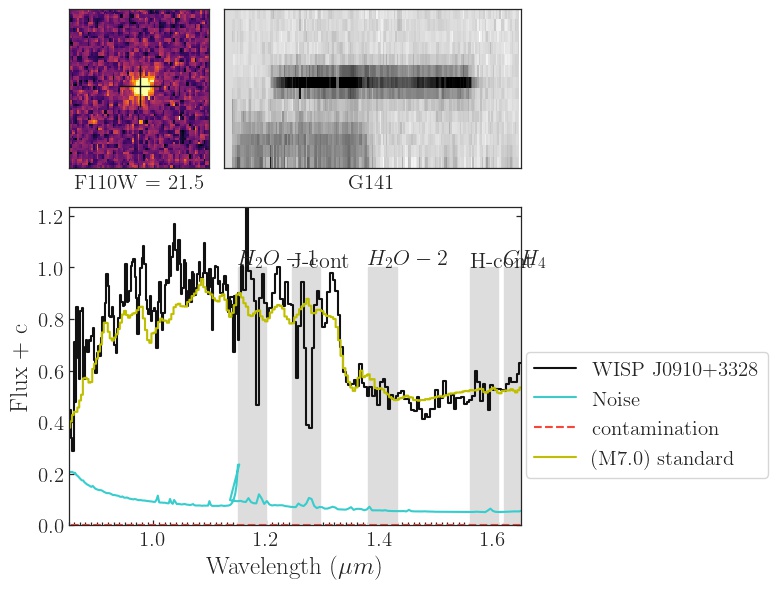 F110W = 21.5
G141
H₂O − 1
J-cont
H₂O − 2
H-cont
CH₄
1.2
1.0
0.8
0.6
0.4
0.2
0.0
Flux + c
1.0
1.2
1.4
1.6
Wavelength (μm)
WISP J0910+3328
Noise
contamination
(M7.0) standard